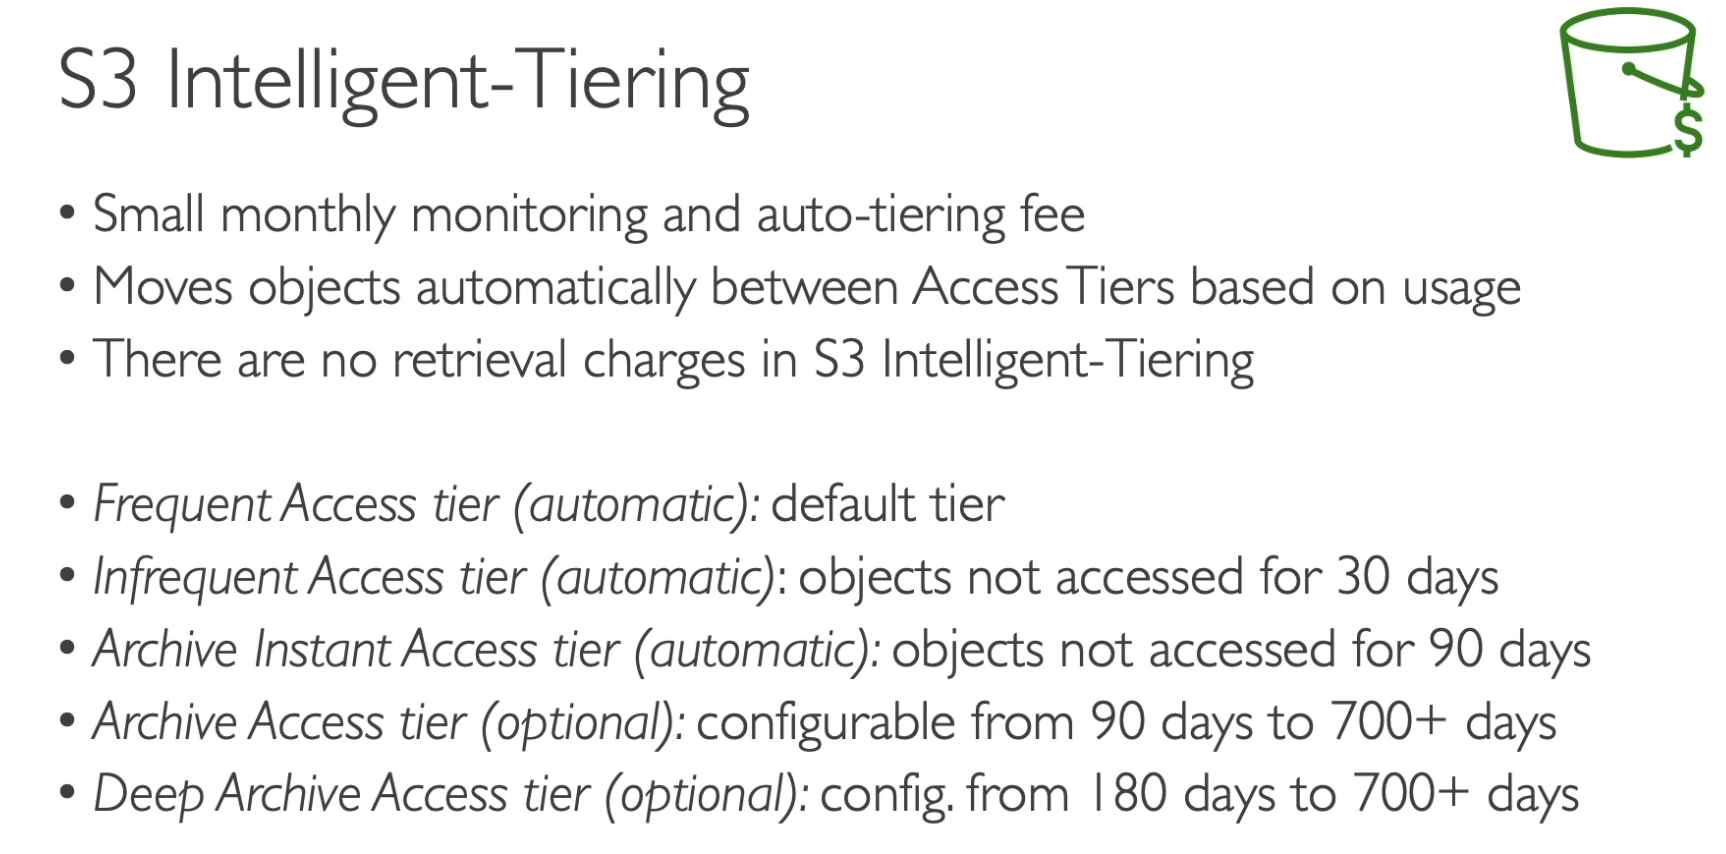 S3 Intelligent-Tiering
$
• Small monthly monitoring and auto-tiering fee
• Moves objects automatically between Access Tiers based on usage
• There are no retrieval charges in S3 Intelligent-Tiering
• Frequent Access tier (automatic): default tier
• Infrequent Access tier (automatic): objects not accessed for 30 days
• Archive Instant Access tier (automatic): objects not accessed for 90 days
• Archive Access tier (optional): configurable from 90 days to 700+ days
• Deep Archive Access tier (optional): config. from 180 days to 700+ days